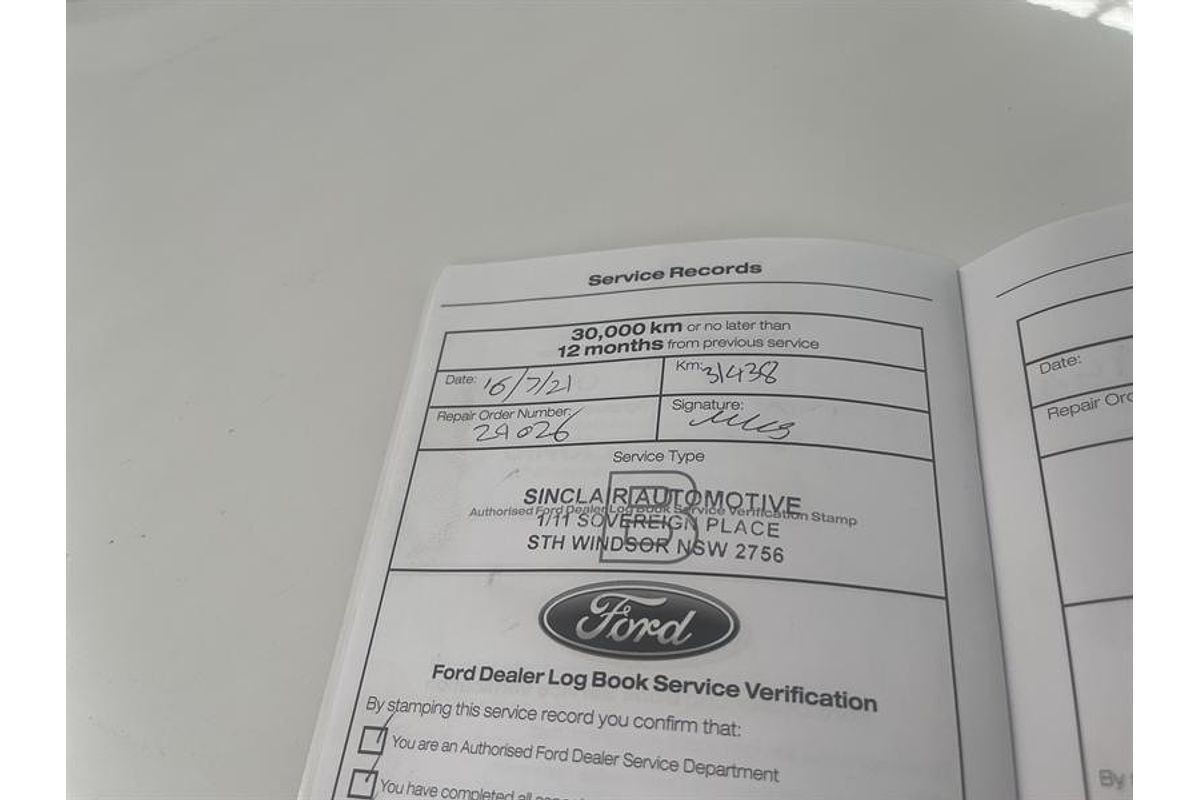 Service Records
30,000 km or no later than
12 months from previous service
Date: 16/7/21
Km: 31438
Repair Order Number:
Signature:
Service Type
B
SINCLAIR AUTOMOTIVE
Authorised Ford Dealer Log Book Service Verification Stamp
1/11 SOVEREIGN PLACE
STH WINDSOR NSW 2756
Ford
Ford Dealer Log Book Service Verification
By stamping this service record you confirm that:
You are an Authorised Ford Dealer Service Department
You have completed all
Date:
Repair
By